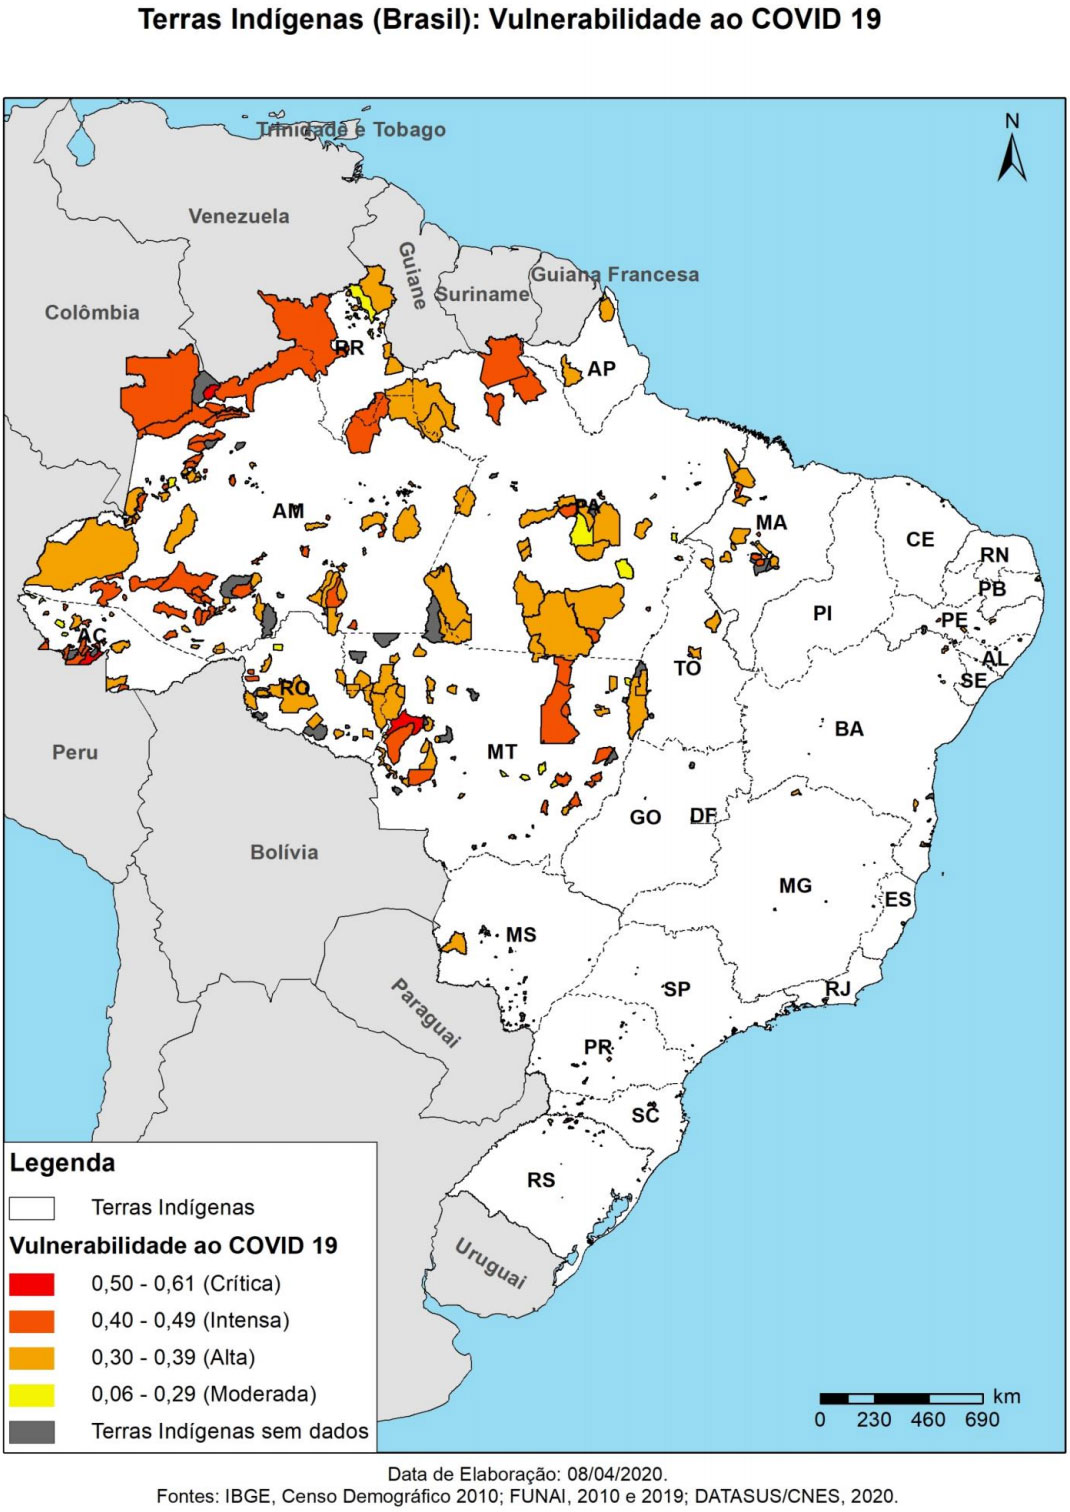 Terras Indígenas (Brasil): Vulnerabilidade ao COVID 19
Trinidade e Tobago
N
Venezuela
Guiane
Guiana Francesa
Suriname
Colômbia
RR
AP
AM
PA
MA
CE
RN
PB
PI
PE
AC
AL
TO
SE
RO
BA
Peru
MT
GO
DF
Bolívia
MG
ES
MS
SP
RJ
Paraguai
PR
SC
RS
Uruguai
Legenda
Terras Indígenas
Vulnerabilidade ao COVID 19
0,50 - 0,61 (Crítica)
0,40 - 0,49 (Intensa)
0,30 - 0,39 (Alta)
0,06 - 0,29 (Moderada)
Terras Indígenas sem dados
km
0 230 460 690
Data de Elaboração: 08/04/2020.
Fontes: IBGE, Censo Demográfico 2010; FUNAI, 2010 e 2019; DATASUS/CNES, 2020.